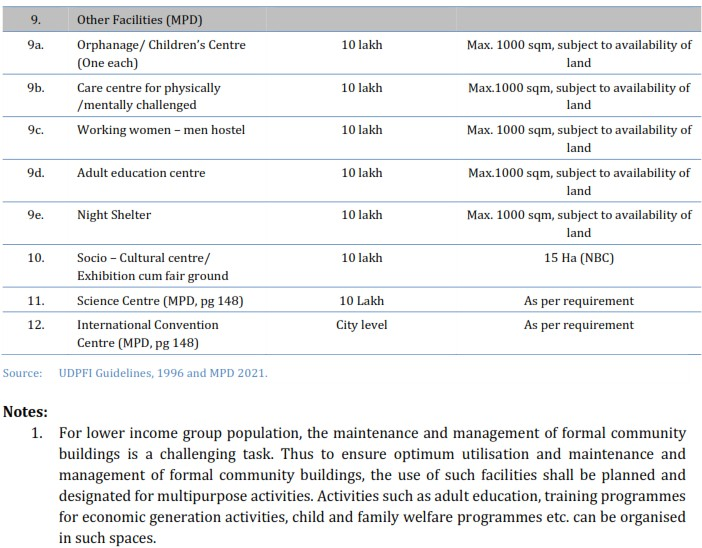 9. Other Facilities (MPD)
9a. Orphanage/ Children's Centre 10 lakh Max. 1000 sqm, subject to availability of
(One each) land
9b. Care centre for physically 10 lakh Max.1000 sqm, subject to availability of
/mentally challenged land
9c. Working women – men hostel 10 lakh Max. 1000 sqm, subject to availability of
land
9d. Adult education centre 10 lakh Max.1000 sqm, subject to availability of
land
9e. Night Shelter 10 lakh Max. 1000 sqm, subject to availability of
land
10. Socio – Cultural centre/ 10 lakh 15 Ha (NBC)
Exhibition cum fair ground
11. Science Centre (MPD, pg 148) 10 Lakh As per requirement
12. International Convention City level As per requirement
Centre (MPD, pg 148)
Source: UDPFI Guidelines, 1996 and MPD 2021.
Notes:
1. For lower income group population, the maintenance and management of formal community
buildings is a challenging task. Thus to ensure optimum utilisation and maintenance and
management of formal community buildings, the use of such facilities shall be planned and
designated for multipurpose activities. Activities such as adult education, training programmes
for economic generation activities, child and family welfare programmes etc. can be organised
in such spaces.